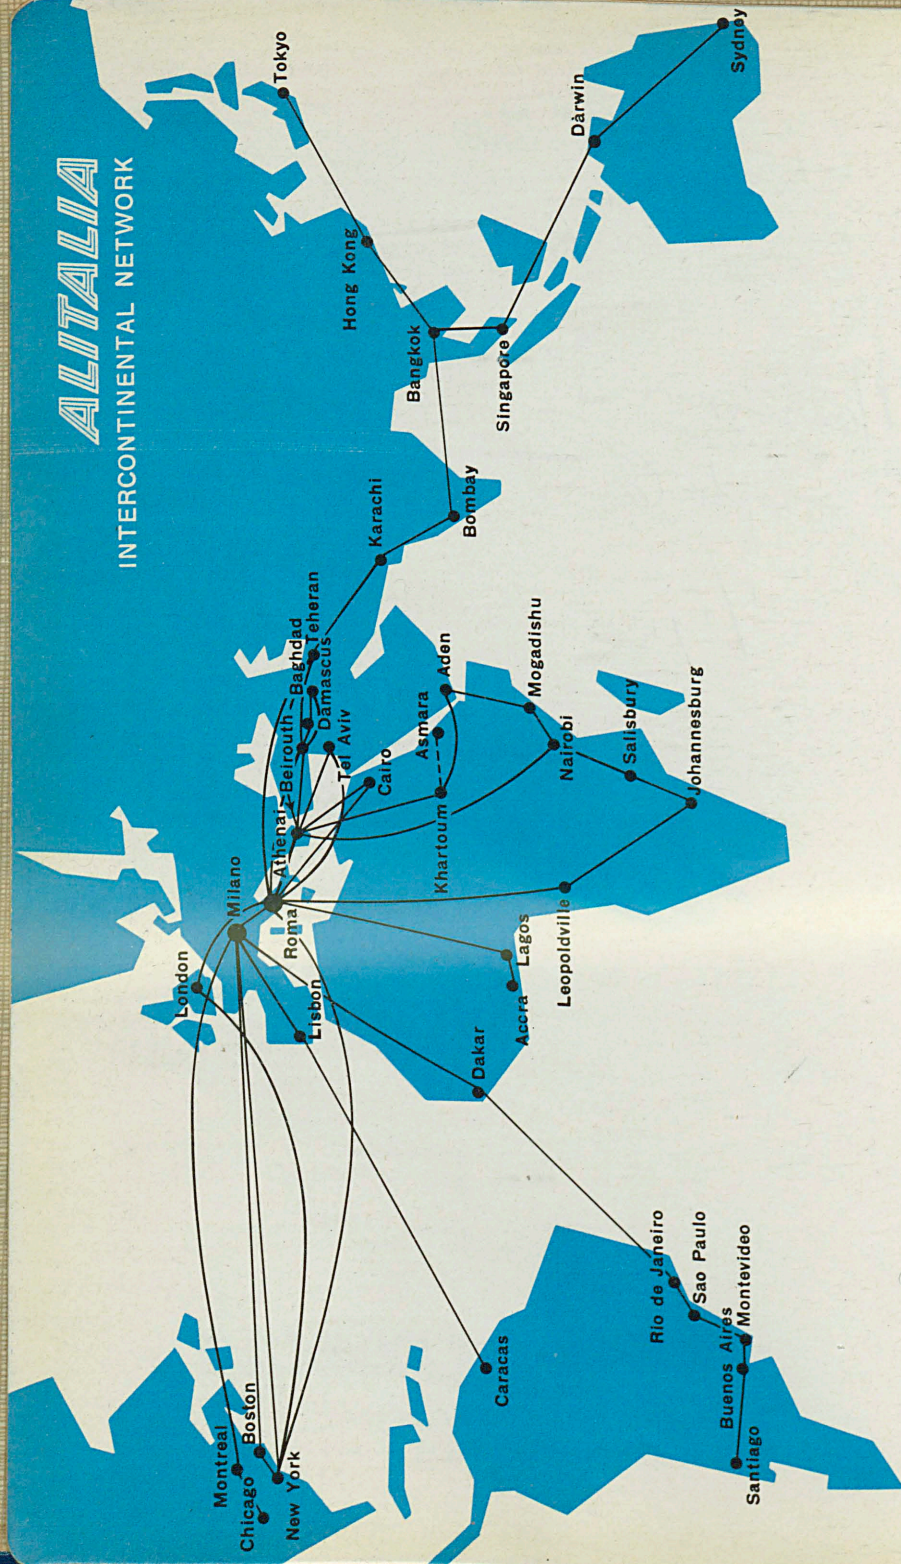 ALITALIA
INTERCONTINENTAL NETWORK
Montreal
Chicago
Boston
New York
London
Milano
Roma
Lisbon
Athenai
Beirouth
Baghdad
Teheran
Damascus
Tel Aviv
Cairo
Karachi
Bombay
Bangkok
Hong Kong
Tokyo
Singapore
Dàrwin
Sydney
Khartoum
Asmara
Aden
Mogadishu
Nairobi
Salisbury
Johannesburg
Leopoldville
Lagos
Accra
Dakar
Caracas
Rio de Janeiro
Sao Paulo
Montevideo
Buenos Aires
Santiago